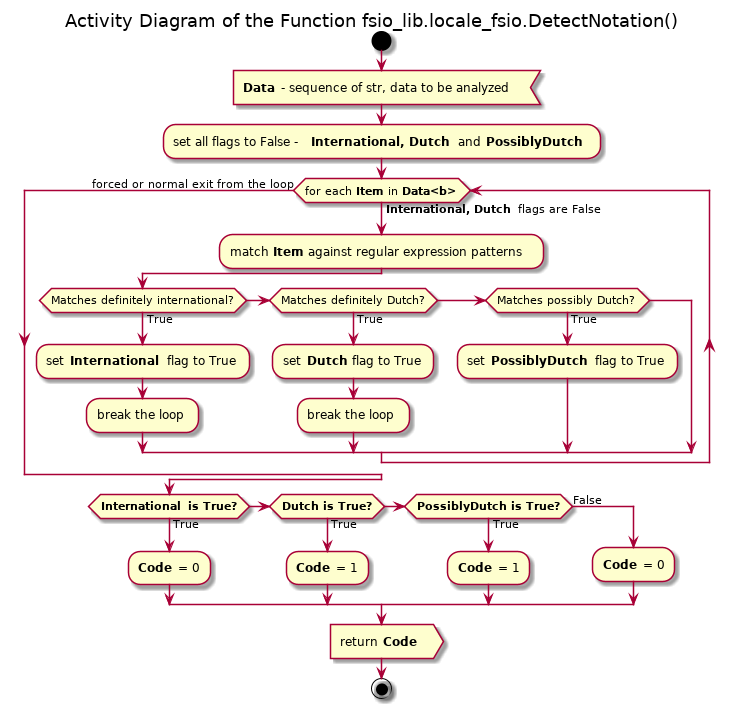 Activity Diagram of the Function fsio_lib.locale_fsio.DetectNotation()
Data - sequence of str, data to be analyzed
set all flags to False - International, Dutch and PossiblyDutch
forced or normal exit from the loop
for each Item in Data<b>
International, Dutch flags are False
match Item against regular expression patterns
Matches definitely international?
Matches definitely Dutch?
Matches possibly Dutch?
True
True
True
set International flag to True
set Dutch flag to True
set PossiblyDutch flag to True
break the loop
break the loop
International is True?
Dutch is True?
PossiblyDutch is True?
False
True
True
True
Code = 0
Code = 1
Code = 1
Code = 0
return Code